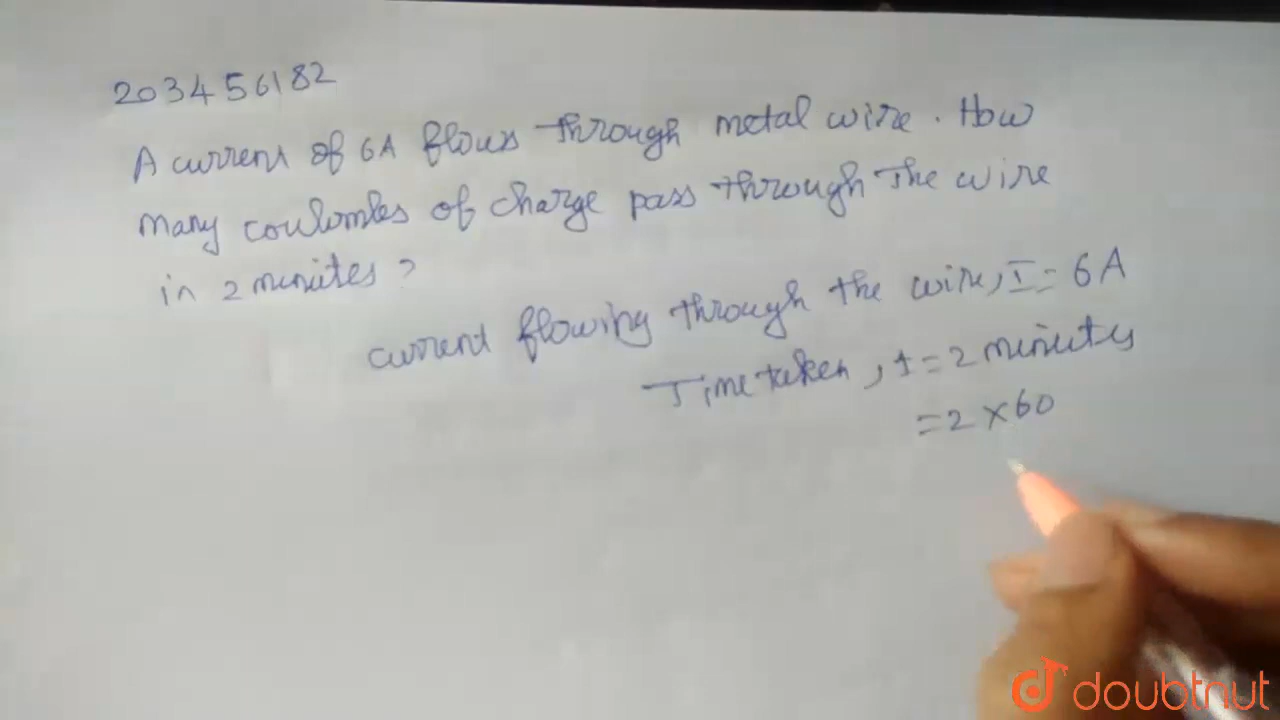 203456182
A current of 6A flows through metal wire. How
many coulombs of charge pass through the wire
in 2 minutes?
current flowing through the wire, I = 6A
Time taken, t = 2 minutes
= 2 × 60
doubtnut